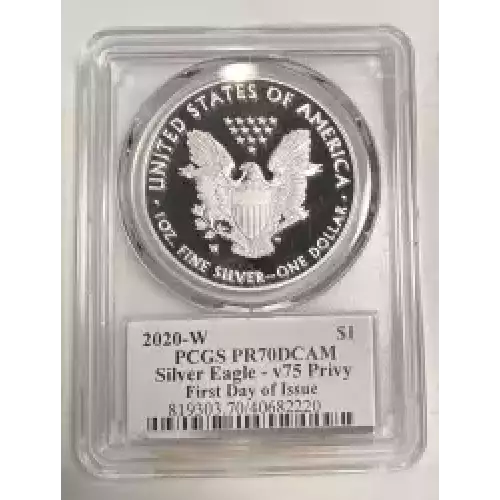 UNITED STATES OF AMERICA
W
1 OZ. FINE SILVER~ONE DOLLAR
2020-W $1
PCGS PR70DCAM
Silver Eagle - v75 Privy
First Day of Issue
819303.70/40682220